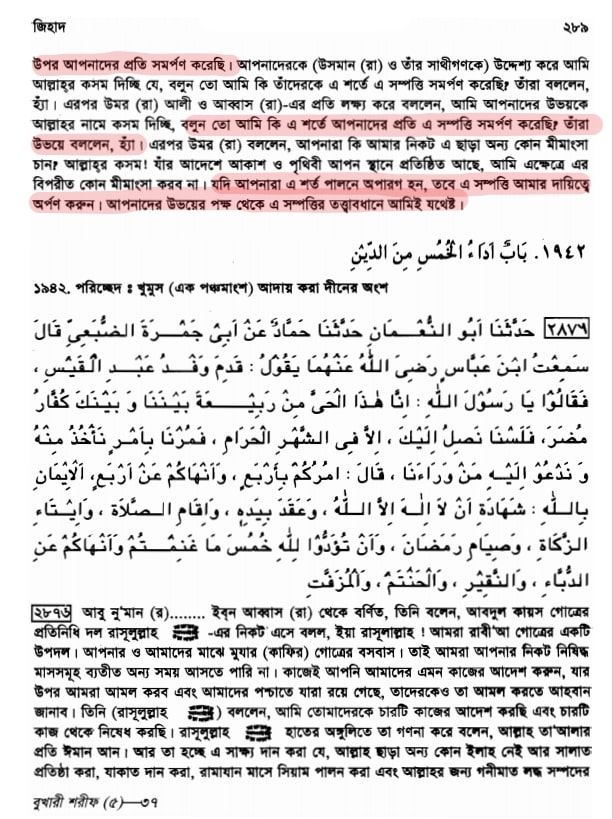 জিহাদ ২৮৯
উপর আপনাদের প্রতি সমর্পণ করেছি। আপনাদেরকে (উসমান (রা) ও তাঁর সাথীগণকে) উদ্দেশ্য করে আমি
আল্লাহ্‌র কসম দিচ্ছি যে, বলুন তো আমি কি তাঁদেরকে এ শর্তে এ সম্পত্তি সমর্পণ করেছি? তাঁরা বললেন,
হ্যাঁ। এরপর উমর (রা) আলী ও আব্বাস (রা)-এর প্রতি লক্ষ্য করে বললেন, আমি আপনাদের উভয়কে
আল্লাহ্‌র নামে কসম দিচ্ছি, বলুন তো আমি কি এ শর্তে আপনাদের প্রতি এ সম্পত্তি সমর্পণ করেছি? তাঁরা
উভয়ে বললেন, হ্যাঁ। এরপর উমর (রা) বললেন, আপনারা কি আমার নিকট এ ছাড়া অন্য কোন মীমাংসা
চান? আল্লাহ্‌র কসম! যাঁর আদেশে আকাশ ও পৃথিবী আপন স্থানে প্রতিষ্ঠিত আছে, আমি এক্ষেত্রে এর
বিপরীত কোন মীমাংসা করব না। যদি আপনারা এ শর্ত পালনে অপারগ হন, তবে এ সম্পত্তি আমার দায়িত্বে
অর্পণ করুন। আপনাদের উভয়ের পক্ষ থেকে এ সম্পত্তির তত্ত্বাবধানে আমিই যথেষ্ট।
١٩٤٢. بَابُ أَدَاءُ الْخُمُسِ مِنَ الدِّيْنِ
১৯৪২. পরিচ্ছেদ : খুমুস (এক পঞ্চমাংশ) আদায় করা দীনের অংশ
٢٨٧٦ حَدَّثَنَا اَبُو النُّعْمَانِ حَدَّثَنَا حَمَّادٌ عَنْ اَبِىْ جَمْرَةَ الضُّبَعِىِّ قَالَ
سَمِعْتُ ابْنَ عَبَّاسٍ رَضِىَ اللّٰهُ عَنْهُمَا يَقُوْلُ : قَدِمَ وَفْدُ عَبْدِ الْقَيْسِ ،
فَقَالُوْا يَا رَسُوْلَ اللّٰهِ : اِنَّا هٰذَا الْحَىَّ مِنْ رَبِيْعَةَ بَيْنَنَا وَ بَيْنَكَ كُفَّارُ
مُضَرَ، فَلَسْنَا نَصِلُ اِلَيْكَ ، اِلاَّ فِى الشَّهْرِ الْحَرَامِ ، فَمُرْنَا بِاَمْرٍ نَاْخُذُ مِنْهُ
وَ نَدْعُوْ اِلَيْهِ مَنْ وَرَاءَنَا ، قَالَ : اٰمُرُكُمْ بِاَرْبَعٍ ، وَاَنْهَاكُمْ عَنْ اَرْبَعٍ، اَلْاِيْمَانِ
بِاللّٰهِ : شَهَادَةِ اَنْ لاَ اِلٰهَ اِلاَّ اللّٰهُ ، وَعَقَدَ بِيَدِهِ ، وَاِقَامِ الصَّلاَةِ ، وَاِيْتَاءِ
الزَّكَاةِ ، وَصِيَامِ رَمَضَانَ ، وَاَنْ تُؤَدُّوْا لِلّٰهِ خُمُسَ مَا غَنِمْتُمْ وَاَنْهَاكُمْ عَنِ
الدُّبَّاءِ ، وَالنَّقِيْرِ ، وَالْحَنْتَمِ ، وَالْمُزَفَّتِ
২৮৭৬ আবূ নু'মান (র)........ ইব্‌ন আব্বাস (রা) থেকে বর্ণিত, তিনি বলেন, আবদুল কায়স গোত্রের
প্রতিনিধি দল রাসূলুল্লাহ ﷺ -এর নিকট এসে বলল, ইয়া রাসূলাল্লাহ! আমরা রাবী'আ গোত্রের একটি
উপদল। আপনার ও আমাদের মাঝে মুযার (কাফির) গোত্রের বসবাস। তাই আমরা আপনার নিকট নিষিদ্ধ
মাসসমূহ ব্যতীত অন্য সময় আসতে পারি না। কাজেই আপনি আমাদের এমন কাজের আদেশ করুন, যার
উপর আমরা আমল করব এবং আমাদের পশ্চাতে যারা রয়ে গেছে, তাদেরকেও তা আমল করতে আহবান
জানাব। তিনি (রাসূলুল্লাহ ﷺ) বললেন, আমি তোমাদেরকে চারটি কাজের আদেশ করছি এবং চারটি
কাজ থেকে নিষেধ করছি। রাসূলুল্লাহ ﷺ হাতের অঙ্গুলিতে তা গণনা করে বলেন, আল্লাহ্ তা'আলার
প্রতি ঈমান আন। আর তা হচ্ছে এ সাক্ষ্য দান করা যে, আল্লাহ্ ছাড়া অন্য কোন ইলাহ নেই আর সালাত
প্রতিষ্ঠা করা, যাকাত দান করা, রামাযান মাসে সিয়াম পালন করা এবং আল্লাহর জন্য গনীমাত লব্ধ সম্পদের
বুখারী শরীফ (৫)—৩৭